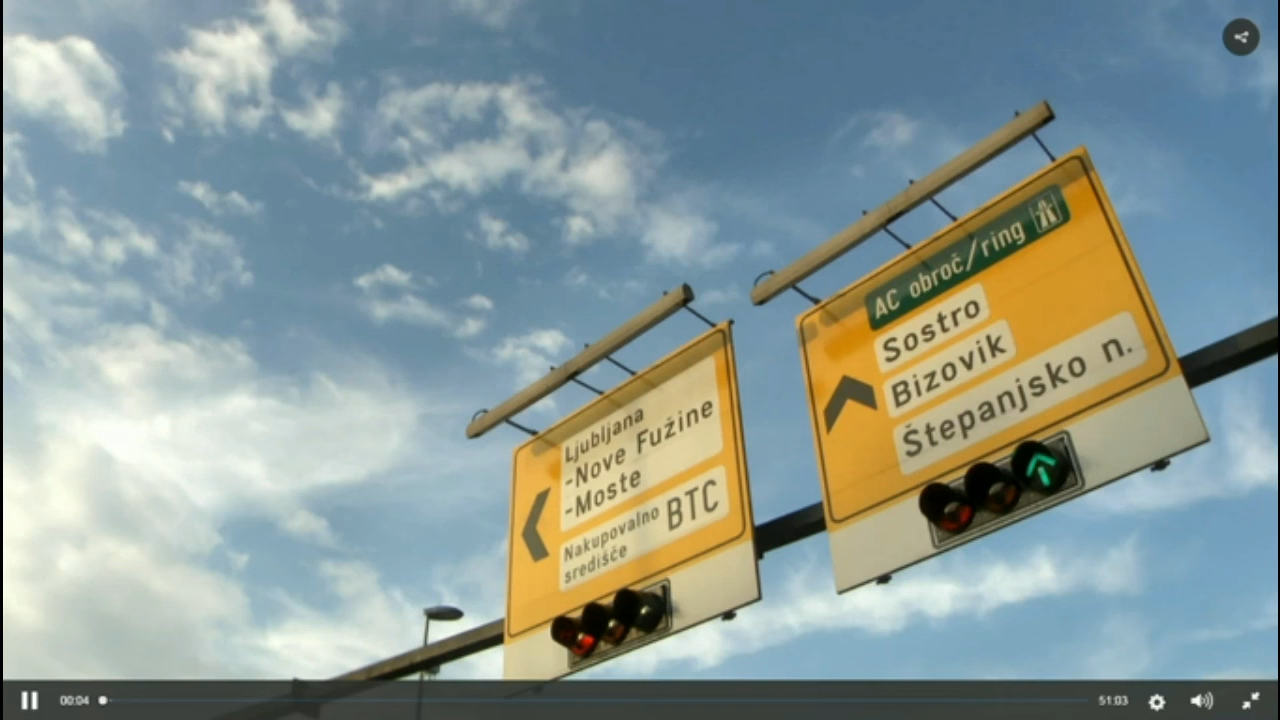 AC obroč/ring
Sostro
Bizovik
Štepanjsko n.
Ljubljana
-Nove Fužine
-Moste
Nakupovalno BTC
središče
00:04
51:03